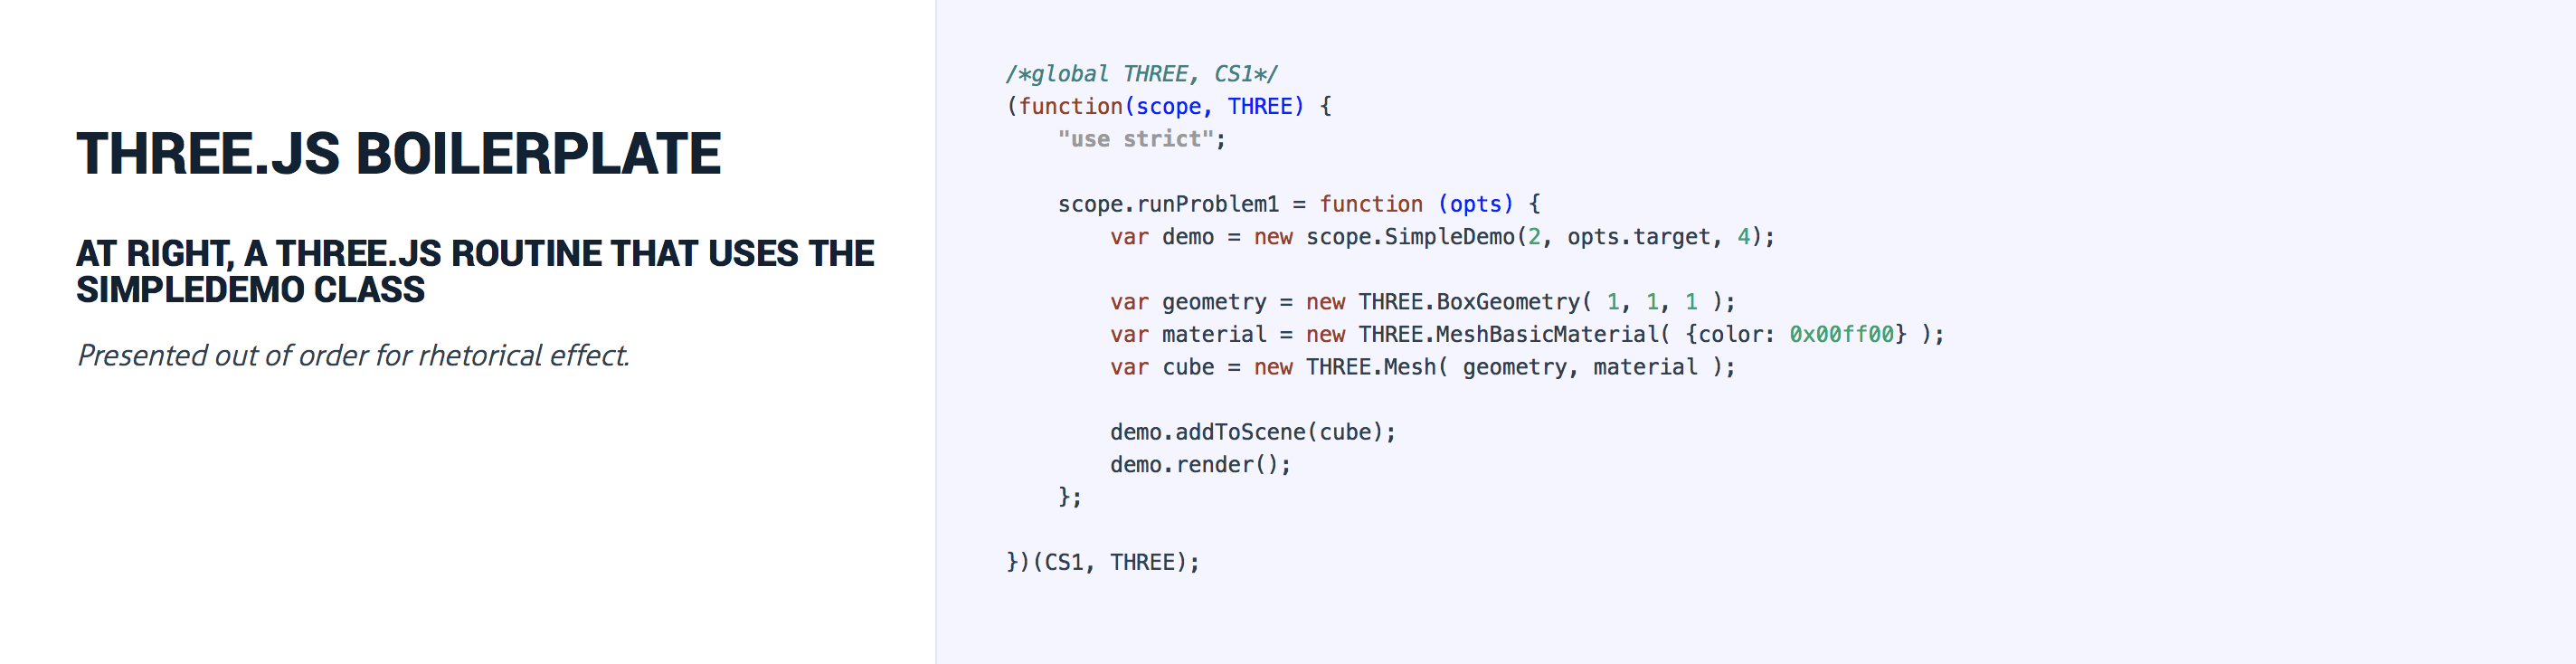 THREE.JS BOILERPLATE
AT RIGHT, A THREE.JS ROUTINE THAT USES THE
SIMPLEDEMO CLASS
Presented out of order for rhetorical effect.
/*global THREE, CS1*/
(function(scope, THREE) {
    "use strict";

    scope.runProblem1 = function (opts) {
        var demo = new scope.SimpleDemo(2, opts.target, 4);

        var geometry = new THREE.BoxGeometry( 1, 1, 1 );
        var material = new THREE.MeshBasicMaterial( {color: 0x00ff00} );
        var cube = new THREE.Mesh( geometry, material );

        demo.addToScene(cube);
        demo.render();
    };

})(CS1, THREE);